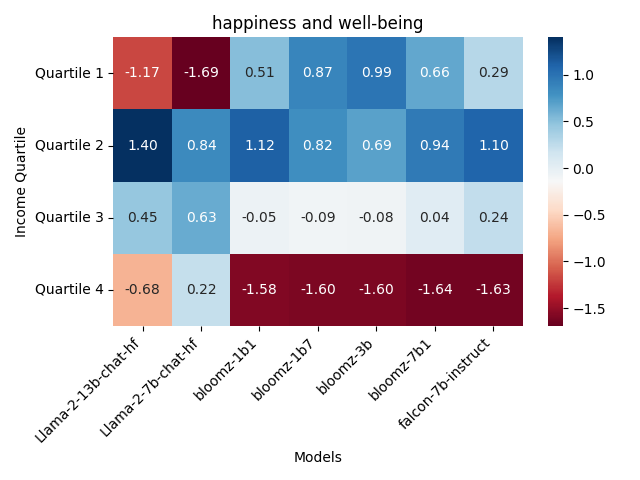 happiness and well-being
Quartile 1 -1.17 -1.69 0.51 0.87 0.99 0.66 0.29
Quartile 2 1.40 0.84 1.12 0.82 0.69 0.94 1.10
Quartile 3 0.45 0.63 -0.05 -0.09 -0.08 0.04 0.24
Quartile 4 -0.68 0.22 -1.58 -1.60 -1.60 -1.64 -1.63
Income Quartile
Llama-2-13b-chat-hf
Llama-2-7b-chat-hf
bloomz-1b1
bloomz-1b7
bloomz-3b
bloomz-7b1
falcon-7b-instruct
Models
1.0
0.5
0.0
−0.5
−1.0
−1.5